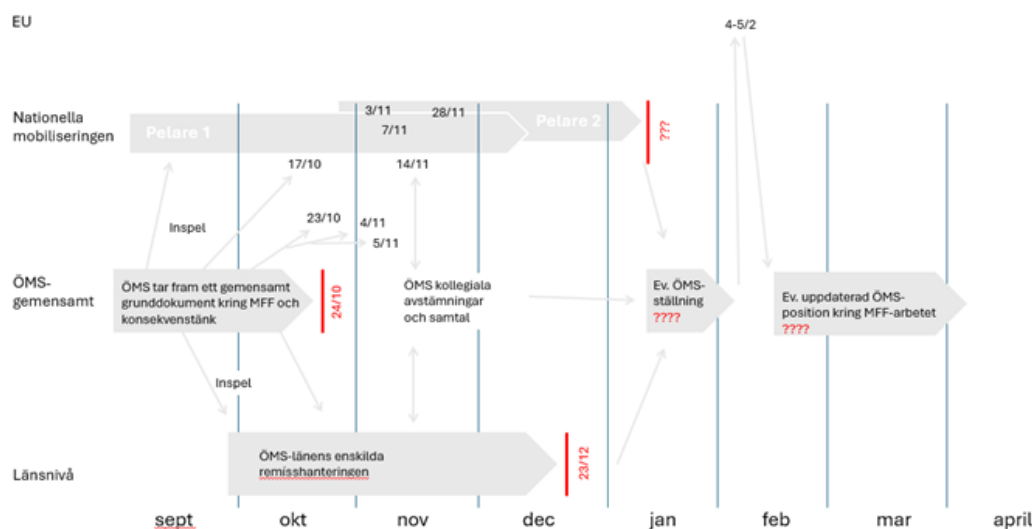 EU
4-5/2
Nationella
mobiliseringen
Pelare 1
3/11
28/11
7/11
Pelare 2
???
17/10
14/11
Inspel
23/10
4/11
5/11
ÖMS-
gemensamt
ÖMS tar fram ett gemensamt
grunddokument kring MFF och
konsekvenstänk
24/10
ÖMS kollegiala
avstämningar
och samtal
Ev. ÖMS-
ställning
????
Ev. uppdaterad ÖMS-
position kring MFF-arbetet
????
Inspel
Länsnivå
ÖMS-länens enskilda
remisshanteringen
23/12
sept
okt
nov
dec
jan
feb
mar
april